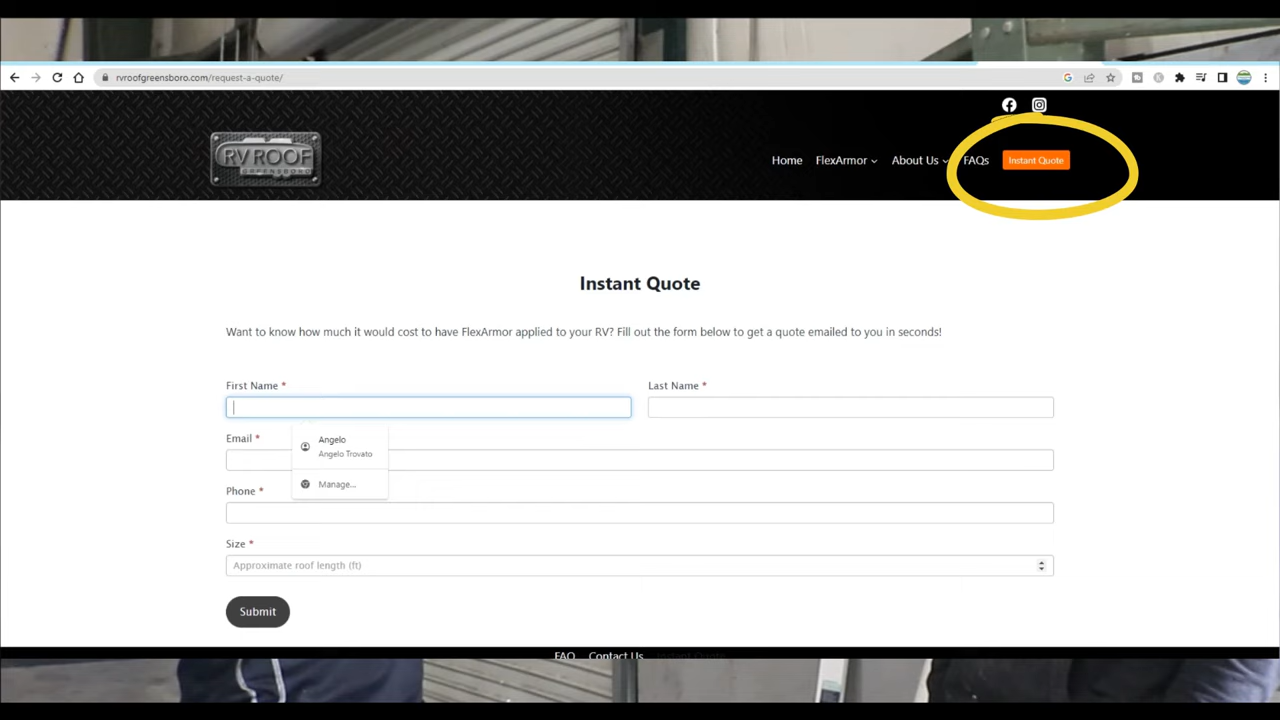 rvroofgreensboro.com/request-a-quote/
RV ROOF
GREENSBORO
Home
FlexArmor
About Us
FAQs
Instant Quote
Instant Quote
Want to know how much it would cost to have FlexArmor applied to your RV? Fill out the form below to get a quote emailed to you in seconds!
First Name *
Last Name *
Angelo
Angelo Trovato
Manage...
Email *
Phone *
Size *
Approximate roof length (ft)
Submit
FAQ
Contact Us
Instant Quote